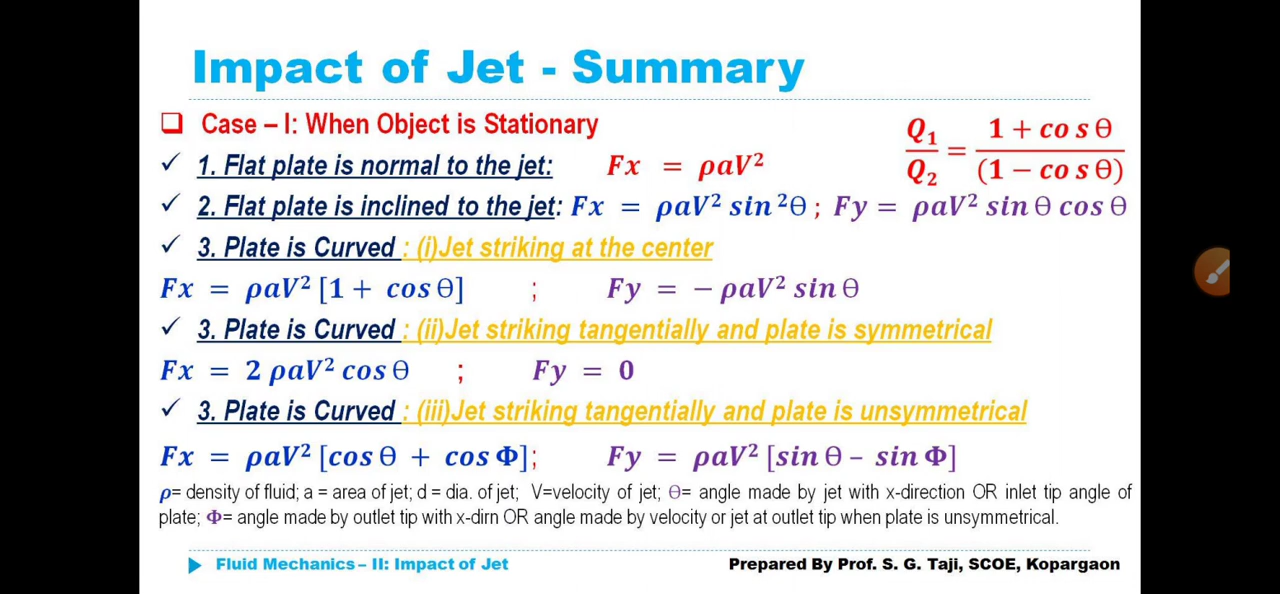 Impact of Jet - Summary
❑ Case – I: When Object is Stationary
Q₁/Q₂ = (1 + cos ϴ)/((1 − cos ϴ))
✓ 1. Flat plate is normal to the jet: Fx = ρaV²
✓ 2. Flat plate is inclined to the jet: Fx = ρaV² sin ²ϴ ; Fy = ρaV² sin ϴ cos ϴ
✓ 3. Plate is Curved : (i)Jet striking at the center
Fx = ρaV² [1 + cos ϴ] ; Fy = − ρaV² sin ϴ
✓ 3. Plate is Curved : (ii)Jet striking tangentially and plate is symmetrical
Fx = 2 ρaV² cos ϴ ; Fy = 0
✓ 3. Plate is Curved : (iii)Jet striking tangentially and plate is unsymmetrical
Fx = ρaV² [cos ϴ + cos Φ]; Fy = ρaV² [sin ϴ – sin Φ]
ρ= density of fluid; a = area of jet; d = dia. of jet; V=velocity of jet; ϴ= angle made by jet with x-direction OR inlet tip angle of
plate; Φ= angle made by outlet tip with x-dirn OR angle made by velocity or jet at outlet tip when plate is unsymmetrical.
Fluid Mechanics – II: Impact of Jet
Prepared By Prof. S. G. Taji, SCOE, Kopargaon